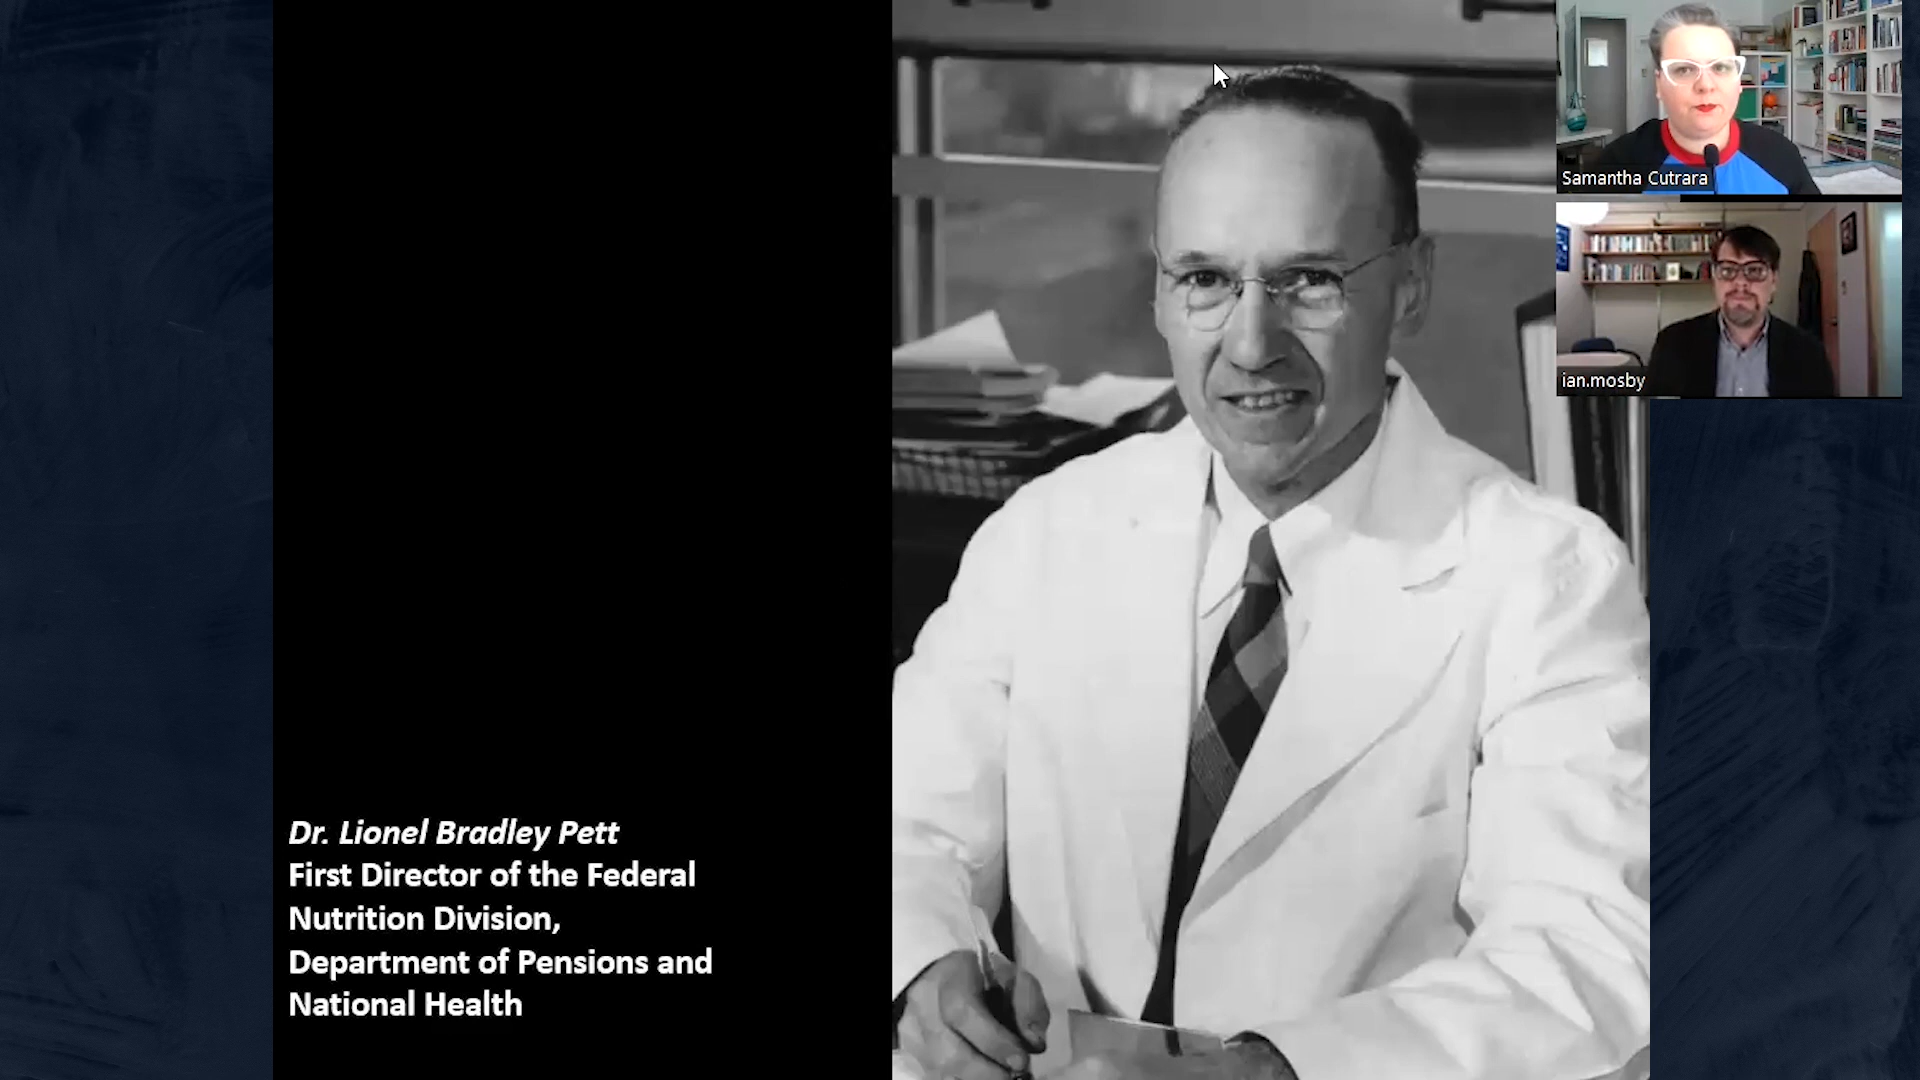 Samantha Cutrara
ian.mosby
Dr. Lionel Bradley Pett
First Director of the Federal
Nutrition Division,
Department of Pensions and
National Health